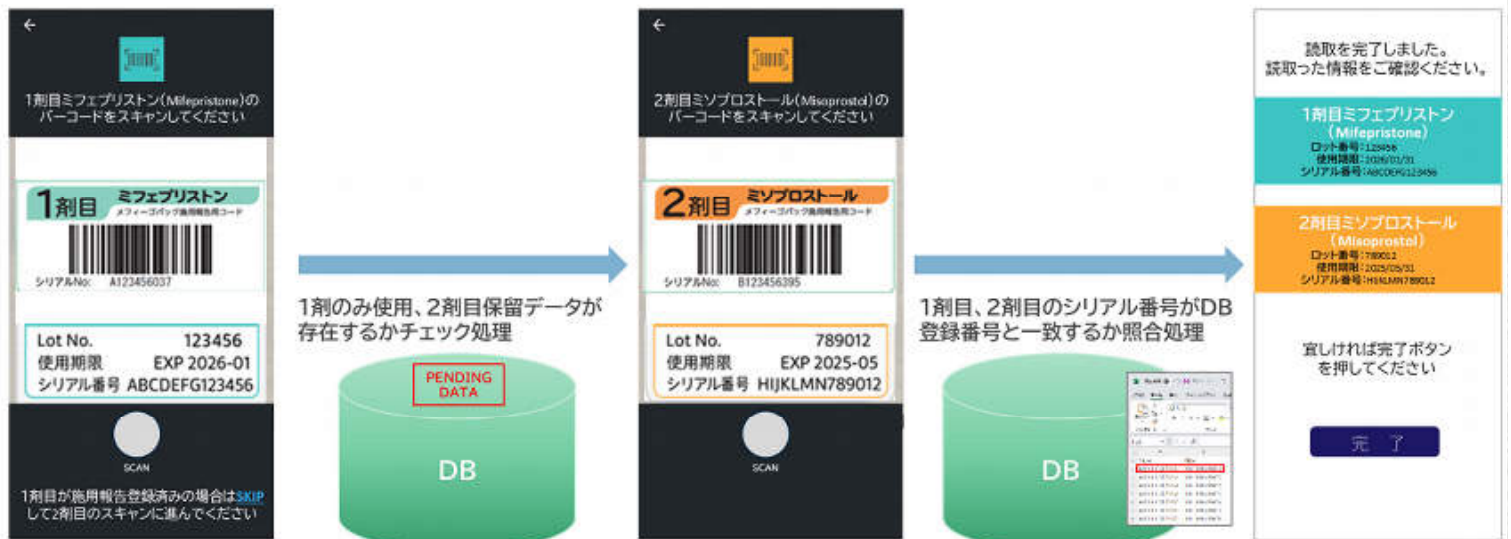 1剤目ミフェプリストン(Mifepristone)の
バーコードをスキャンしてください
1剤目
ミフェプリストン
メフィーゴパック施用報告用コード
シリアルNo: A123456037
Lot No. 123456
使用期限 EXP 2026-01
シリアル番号 ABCDEFG123456
SCAN
1剤目が施用報告登録済みの場合はSKIP
して2剤目のスキャンに進んでください
1剤のみ使用、2剤目保留データが
存在するかチェック処理
PENDING
DATA
DB
2剤目ミソプロストール(Misoprostol)の
バーコードをスキャンしてください
2剤目
ミソプロストール
メフィーゴパック施用報告用コード
シリアルNo: B123456395
Lot No. 789012
使用期限 EXP 2025-05
シリアル番号 HIJKLMN789012
SCAN
1剤目、2剤目のシリアル番号がDB
登録番号と一致するか照合処理
DB
読取を完了しました。
読取った情報をご確認ください。
1剤目ミフェプリストン
(Mifepristone)
ロット番号:123456
使用期限:2026/01/31
シリアル番号:ABCDEFG123456
2剤目ミソプロストール
(Misoprostol)
ロット番号:789012
使用期限:2025/05/31
シリアル番号:HIJKLMN789012
宜しければ完了ボタン
を押してください
完 了